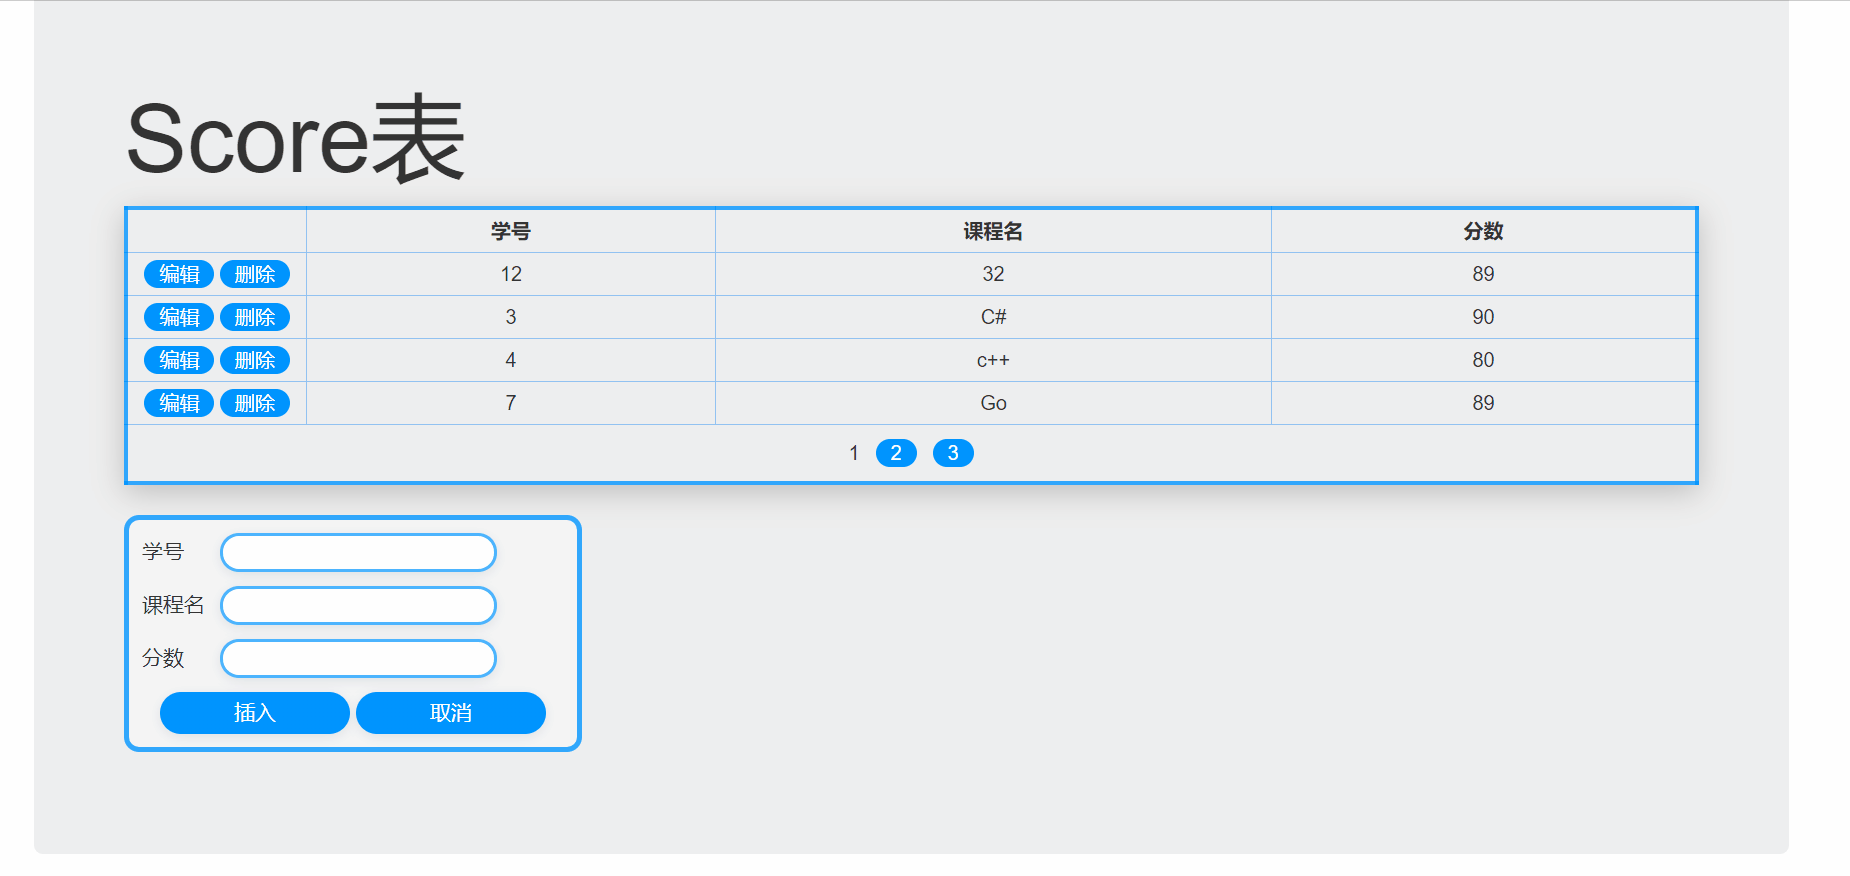 Score表
学号 课程名 分数
编辑 删除 12 32 89
编辑 删除 3 C# 90
编辑 删除 4 c++ 80
编辑 删除 7 Go 89
1 2 3
学号
课程名
分数
插入 取消